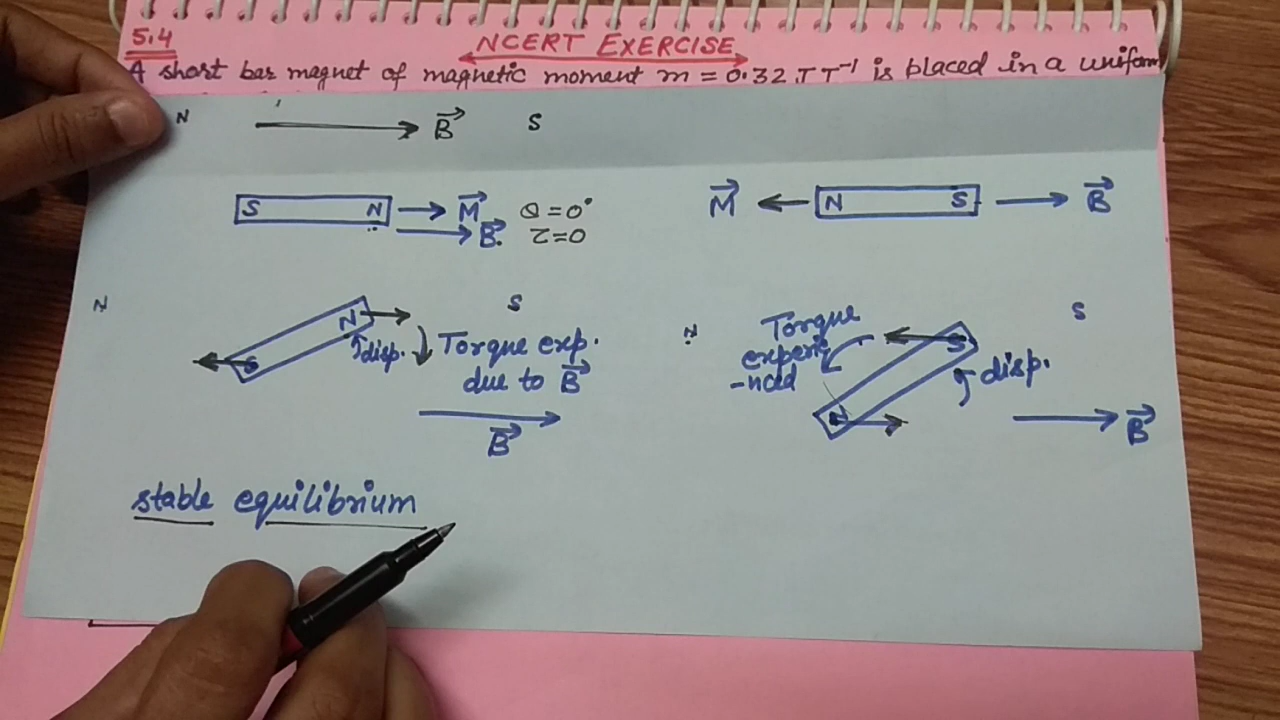 5.4
NCERT EXERCISE
A short bar magnet of magnetic moment m = 0.32 J T⁻¹ is placed in a uniform
N B⃗ S
S N M⃗ θ = 0°
B⃗ τ = 0
M⃗ N S B⃗
N S
N
S disp.
Torque exp.
due to B⃗
B⃗
N S
Torque
experie
-nced
S
disp.
B⃗
stable equilibrium